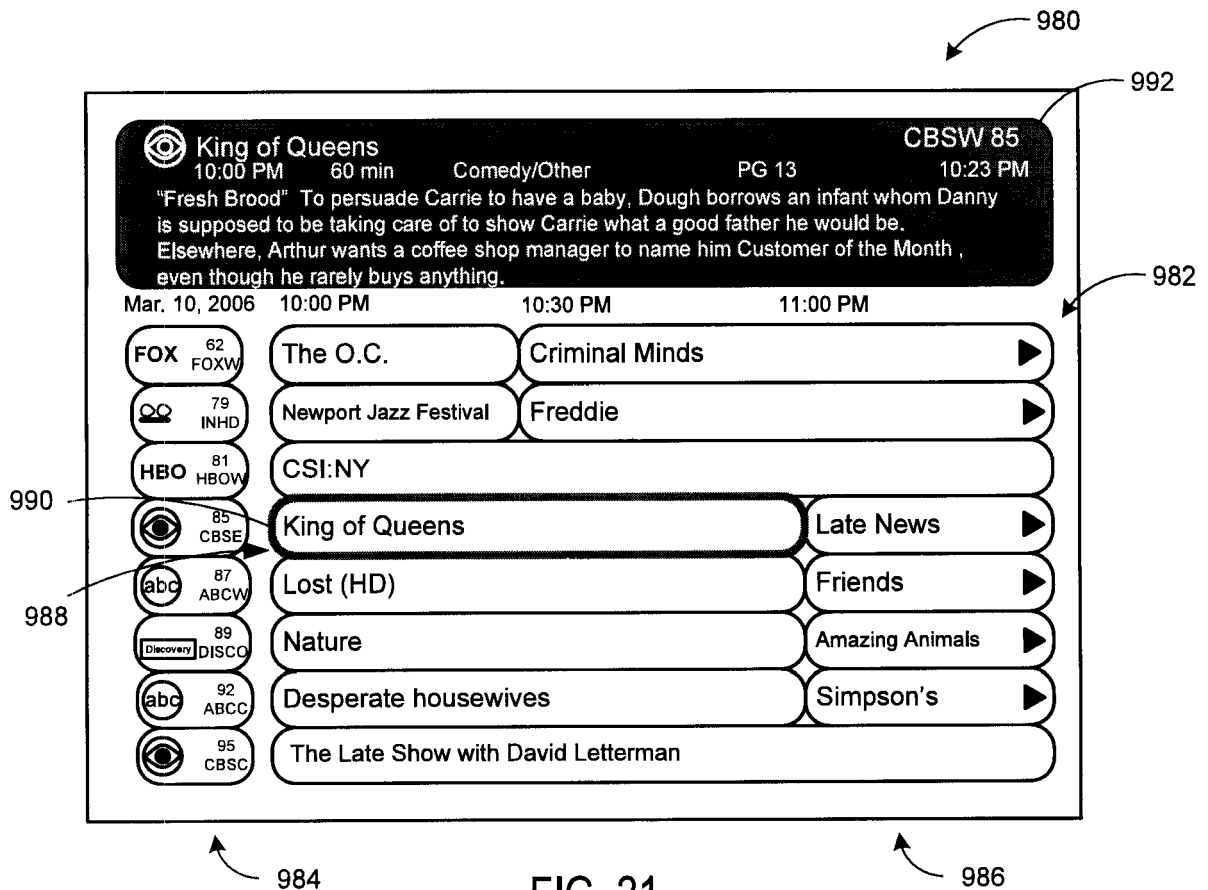 980
992
King of Queens CBSW 85
10:00 PM 60 min Comedy/Other PG 13 10:23 PM
“Fresh Brood” To persuade Carrie to have a baby, Dough borrows an infant whom Danny
is supposed to be taking care of to show Carrie what a good father he would be.
Elsewhere, Arthur wants a coffee shop manager to name him Customer of the Month ,
even though he rarely buys anything.
982
Mar. 10, 2006 10:00 PM 10:30 PM 11:00 PM
FOX 62 FOXW The O.C. Criminal Minds
79 INHD Newport Jazz Festival Freddie
HBO 81 HBOW CSI:NY
990
85 CBSE King of Queens Late News
988
abc 87 ABCW Lost (HD) Friends
Discovery 89 DISCO Nature Amazing Animals
abc 92 ABCC Desperate housewives Simpson’s
95 CBSC The Late Show with David Letterman
984
986
FIG. 21